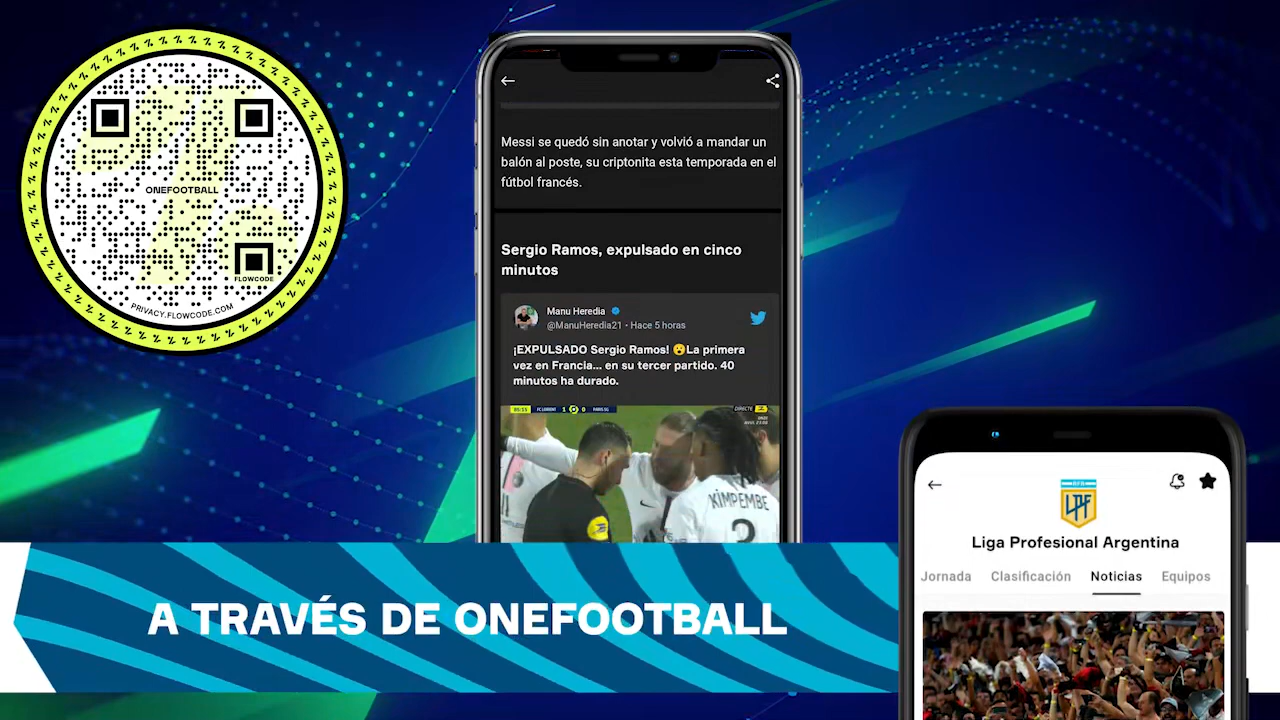 ONEFOOTBALL
FLOWCODE
PRIVACY.FLOWCODE.COM
Messi se quedó sin anotar y volvió a mandar un
balón al poste, su criptonita esta temporada en el
fútbol francés.
Sergio Ramos, expulsado en cinco
minutos
Manu Heredia
@ManuHeredia21 • Hace 5 horas
¡EXPULSADO Sergio Ramos! 😮La primera
vez en Francia... en su tercer partido. 40
minutos ha durado.
FC LORIENT 1 0 PARIS SG
DIRECTE
KIMPEMBE
3
A TRAVÉS DE ONEFOOTBALL
AFA
LPF
Liga Profesional Argentina
Jornada Clasificación Noticias Equipos